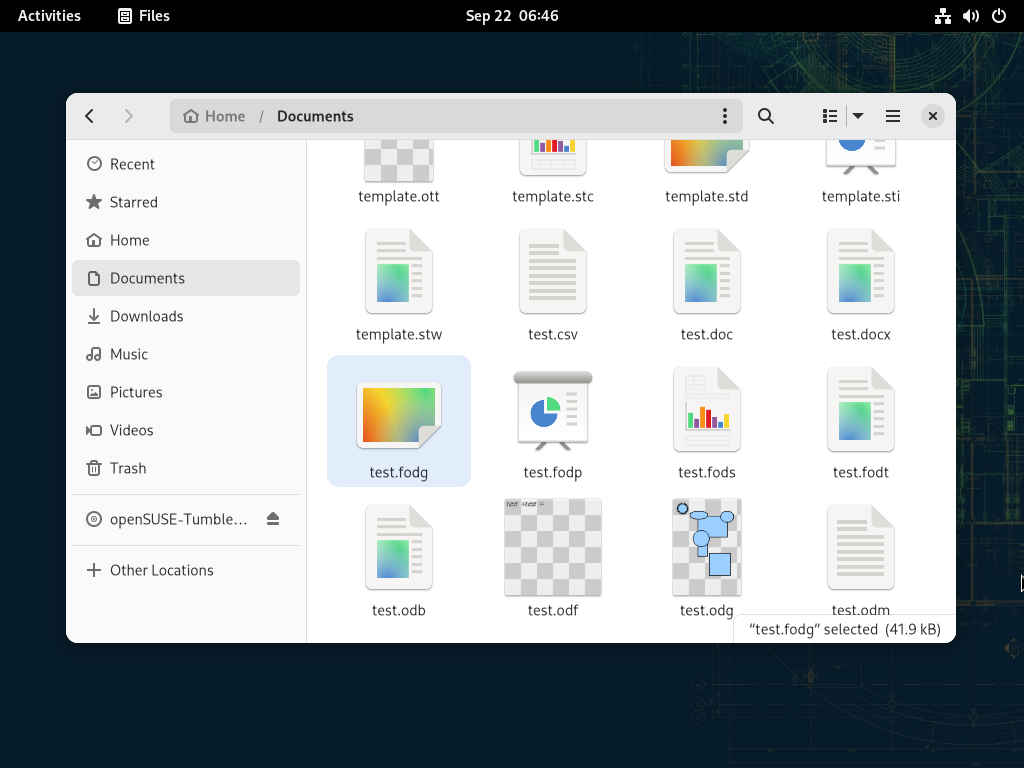 Activities
Files
Sep 22 06:46
Home / Documents
Recent
Starred
Home
Documents
Downloads
Music
Pictures
Videos
Trash
openSUSE-Tumble…
Other Locations
template.ott
template.stc
template.std
template.sti
template.stw
test.csv
test.doc
test.docx
test.fodg
test.fodp
test.fods
test.fodt
test.odb
test.odf
test.odg
test.odm
“test.fodg” selected (41.9 kB)